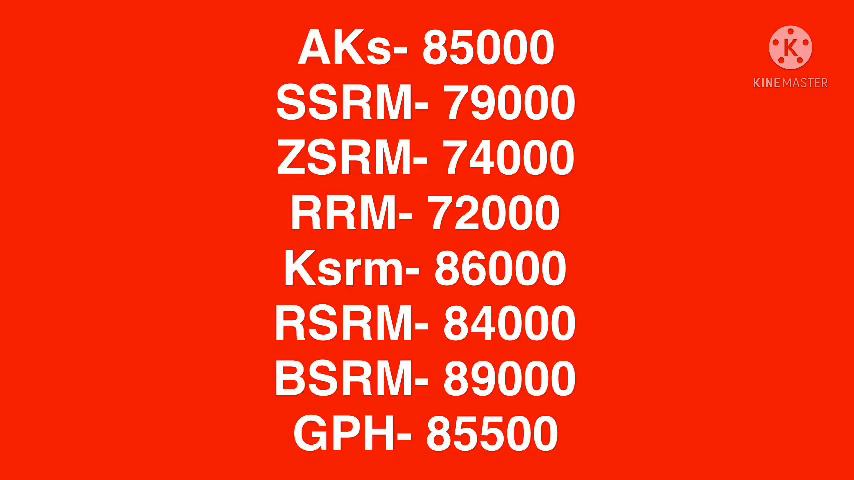 AKs- 85000
SSRM- 79000
ZSRM- 74000
RRM- 72000
Ksrm- 86000
RSRM- 84000
BSRM- 89000
GPH- 85500
K
KINEMASTER